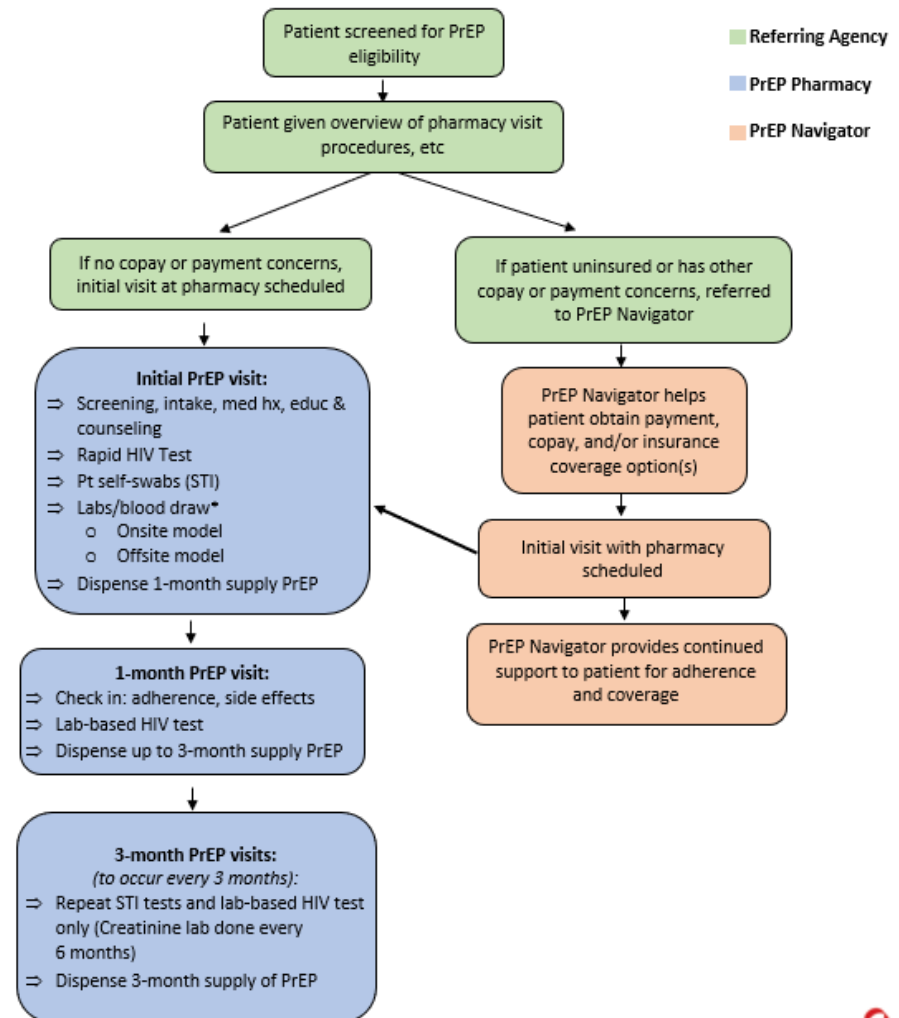 Patient screened for PrEP
eligibility
Referring Agency
PrEP Pharmacy
PrEP Navigator
Patient given overview of pharmacy visit
procedures, etc
If no copay or payment concerns,
initial visit at pharmacy scheduled
If patient uninsured or has other
copay or payment concerns, referred
to PrEP Navigator
Initial PrEP visit:
⇒ Screening, intake, med hx, educ &
counseling
⇒ Rapid HIV Test
⇒ Pt self-swabs (STI)
⇒ Labs/blood draw*
o Onsite model
o Offsite model
⇒ Dispense 1-month supply PrEP
PrEP Navigator helps
patient obtain payment,
copay, and/or insurance
coverage option(s)
Initial visit with pharmacy
scheduled
PrEP Navigator provides continued
support to patient for adherence
and coverage
1-month PrEP visit:
⇒ Check in: adherence, side effects
⇒ Lab-based HIV test
⇒ Dispense up to 3-month supply PrEP
3-month PrEP visits:
(to occur every 3 months):
⇒ Repeat STI tests and lab-based HIV test
only (Creatinine lab done every
6 months)
⇒ Dispense 3-month supply of PrEP